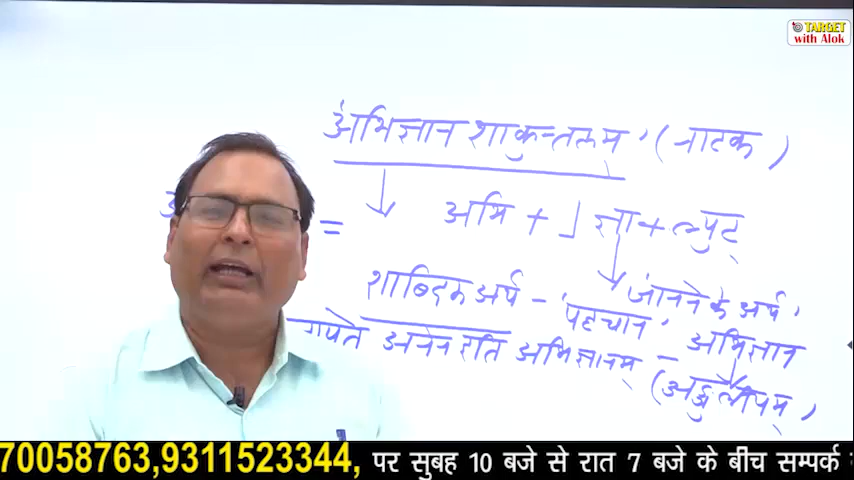 TARGET
with Alok
'अभिज्ञान शाकुन्तलम' (नाटक)
= अभि + √ज्ञा + ल्युट्
'जानने के अर्थ'
शाब्दिक अर्थ - 'पहचान'
अनेन इति अभिज्ञानम् - अभिज्ञान
(अङ्गुलीयम्)
70058763,9311523344, पर सुबह 10 बजे से रात 7 बजे के बीच सम्पर्क